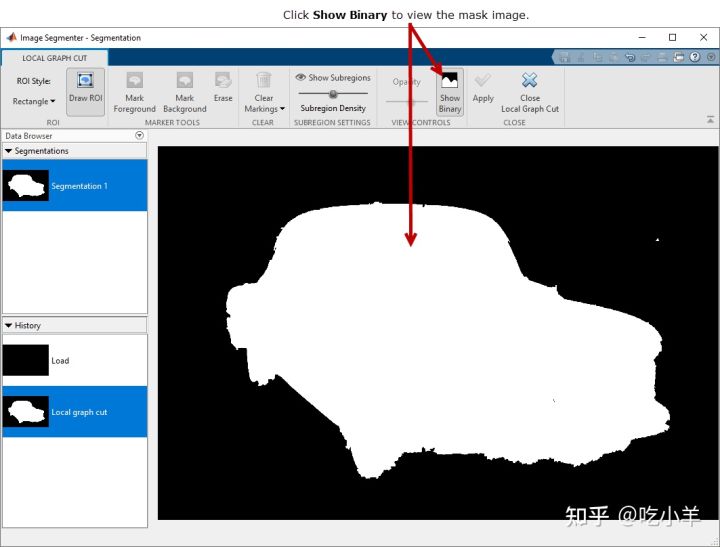 Click Show Binary to view the mask image.
Image Segmenter - Segmentation
LOCAL GRAPH CUT
ROI Style:
Rectangle
Draw ROI
Mark
Foreground
Mark
Background
Erase
Clear
Markings
Show Subregions
Subregion Density
Opacity
Show
Binary
Apply
Close
Local Graph Cut
ROI
MARKER TOOLS
CLEAR
SUBREGION SETTINGS
VIEW CONTROLS
CLOSE
Data Browser
Segmentations
Segmentation 1
History
Load
Local graph cut
知乎 @吃小羊